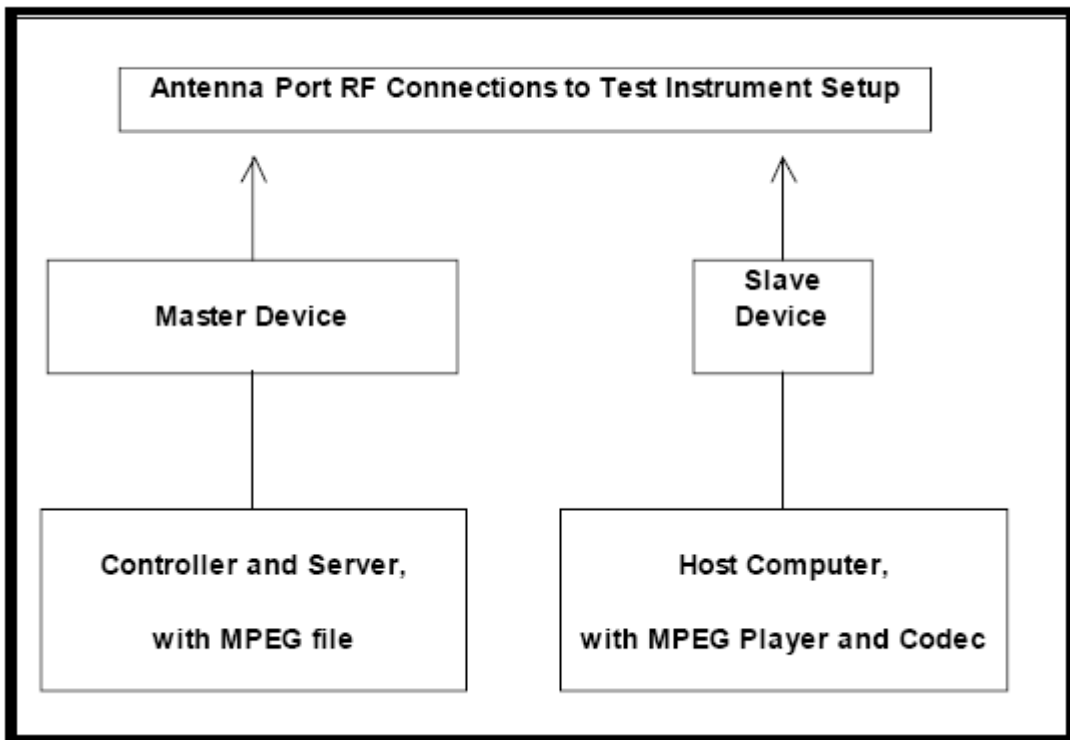 Antenna Port RF Connections to Test Instrument Setup
Master Device
Slave
Device
Controller and Server,
with MPEG file
Host Computer,
with MPEG Player and Codec